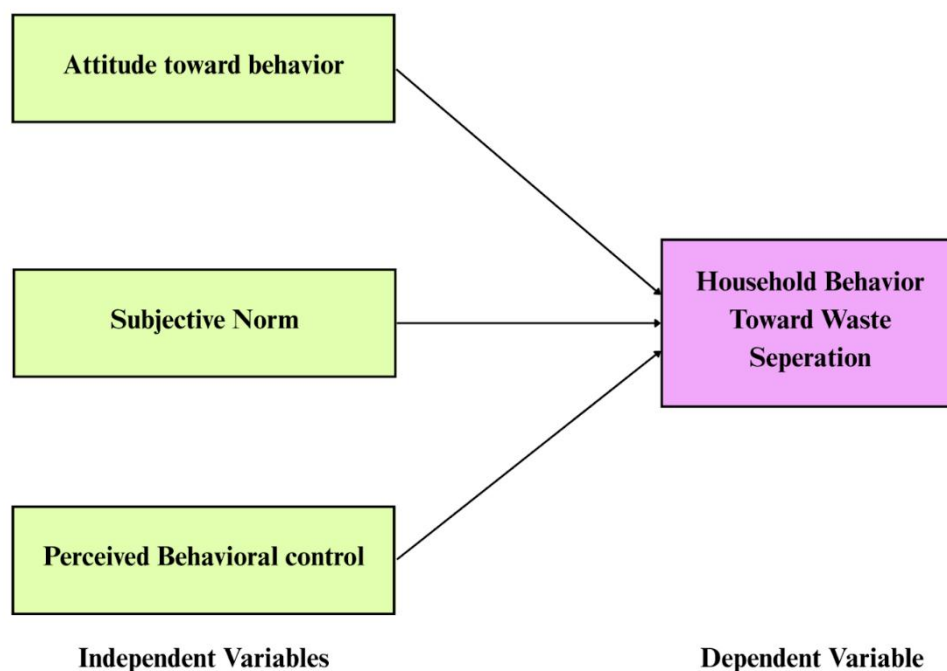 Attitude toward behavior
Subjective Norm
Household Behavior
Toward Waste
Seperation
Perceived Behavioral control
Independent Variables
Dependent Variable